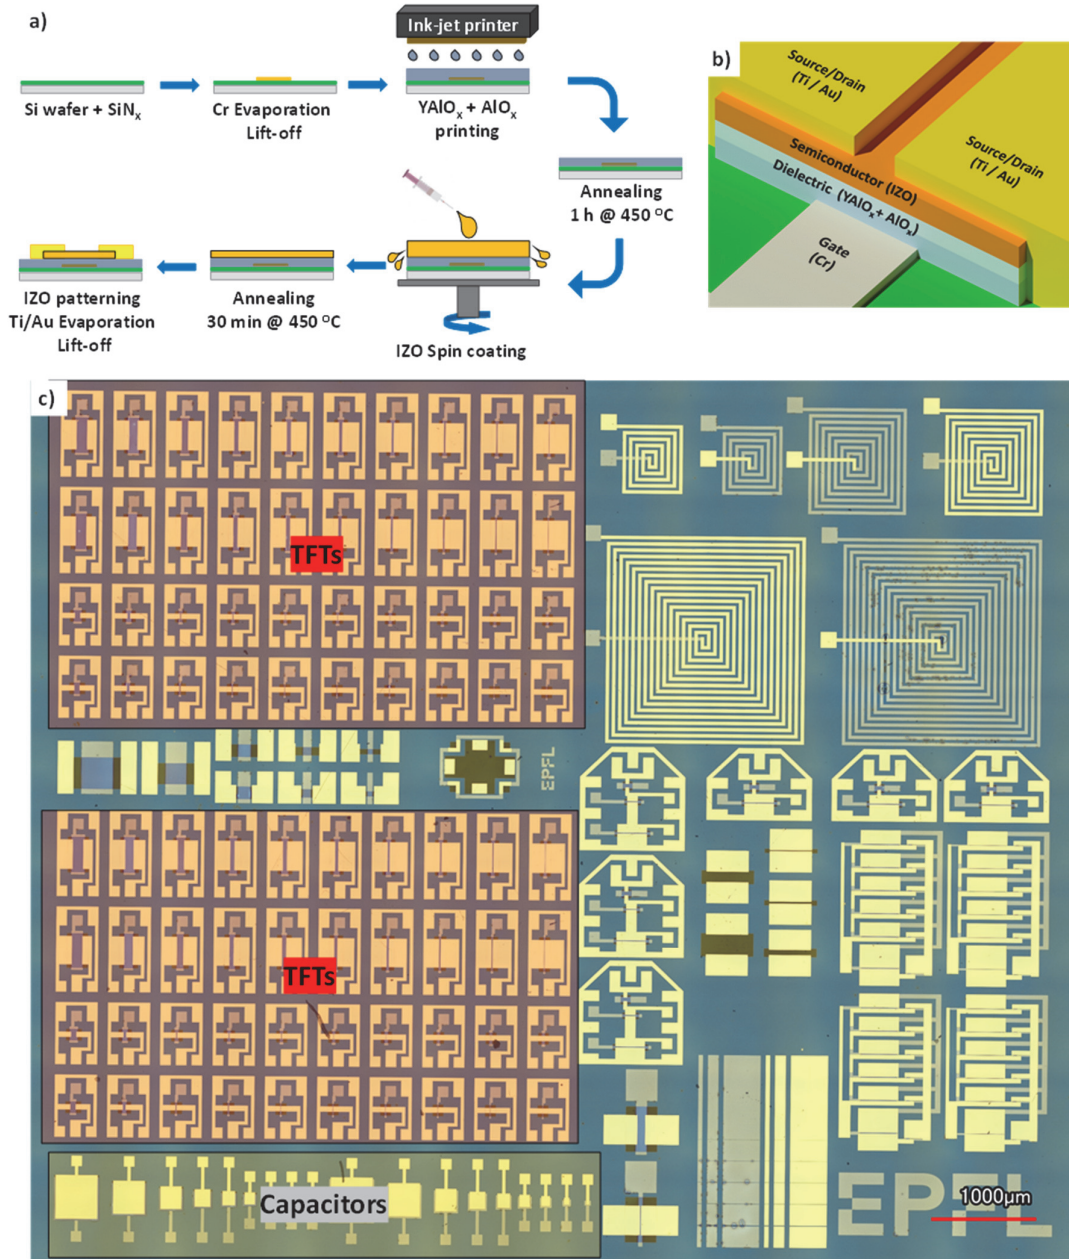 a)
Ink-jet printer
Si wafer + SiNx
Cr Evaporation
Lift-off
YAlOx + AlOx
printing
Annealing
1 h @ 450 °C
IZO patterning
Ti/Au Evaporation
Lift-off
Annealing
30 min @ 450 °C
IZO Spin coating
b)
Source/Drain
(Ti / Au)
Source/Drain
(Ti / Au)
Semiconductor (IZO)
Dielectric (YAlOx + AlOx)
Gate
(Cr)
c)
TFTs
EPFL
TFTs
Capacitors
EPFL
1000µm